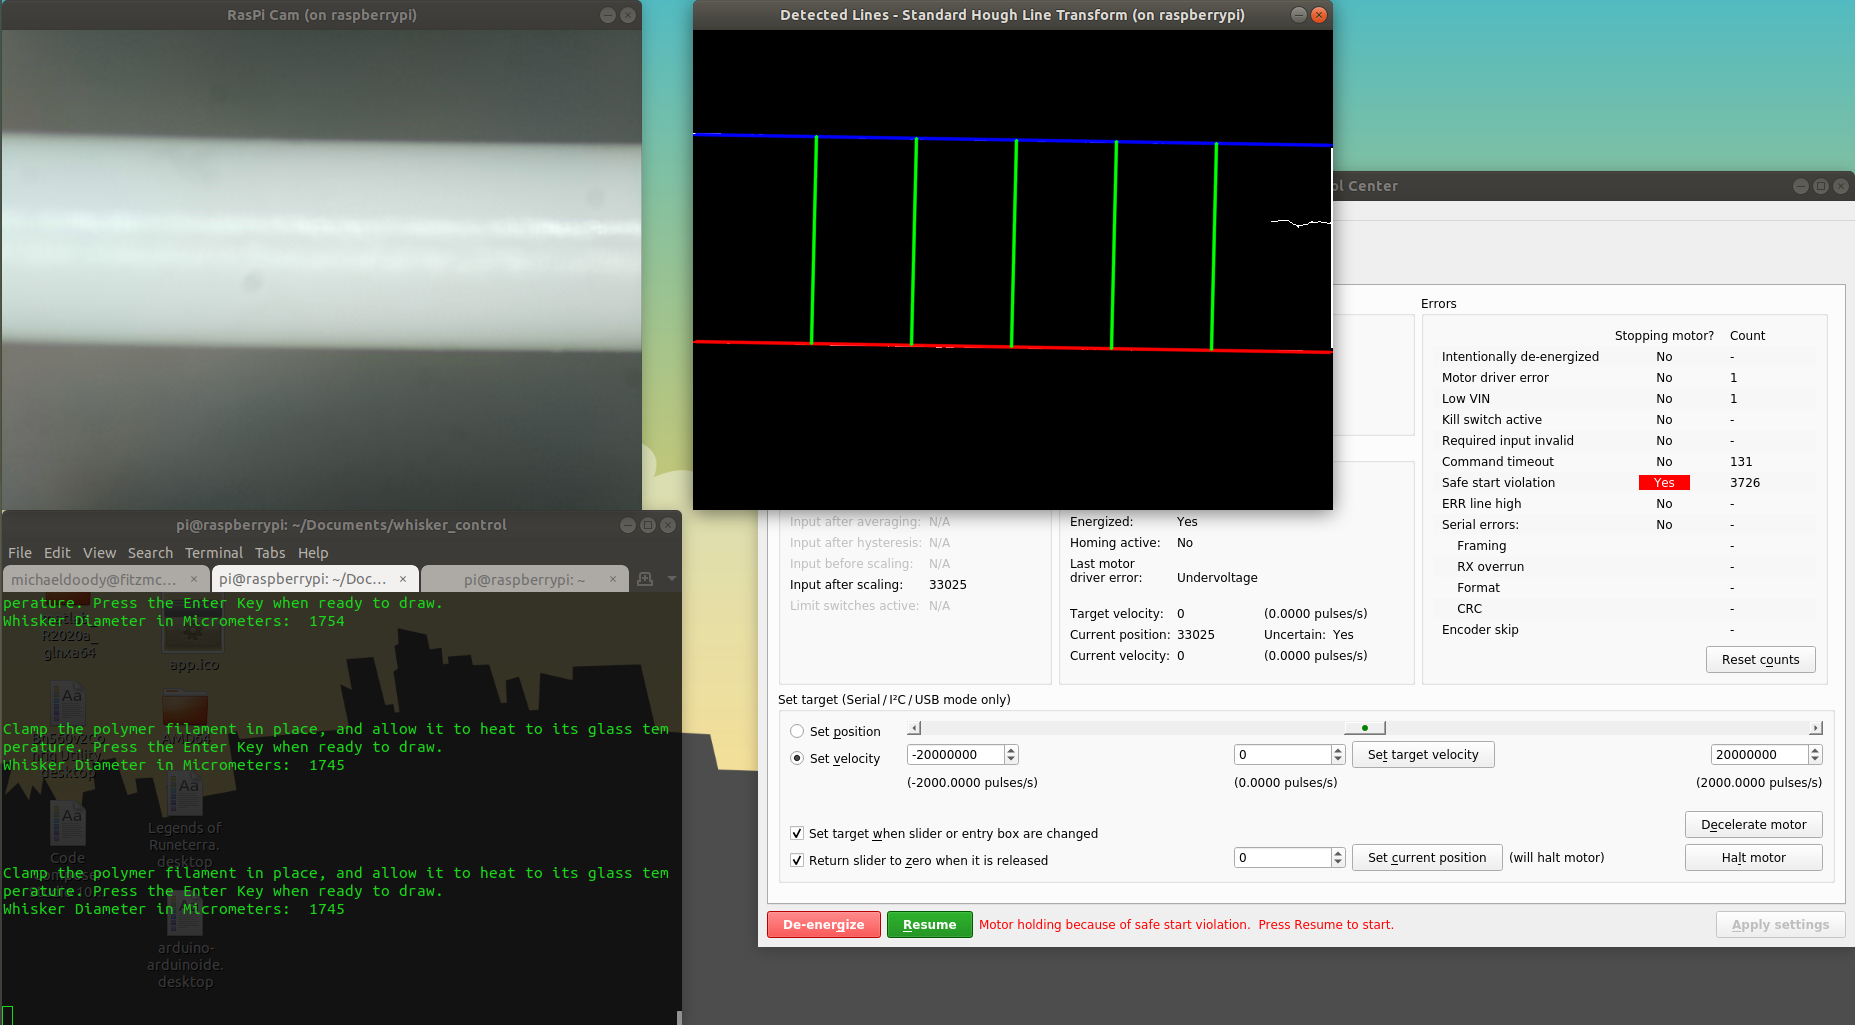 RasPi Cam (on raspberrypi)
Detected Lines - Standard Hough Line Transform (on raspberrypi)
ol Center
pi@raspberrypi: ~/Documents/whisker_control
File Edit View Search Terminal Tabs Help
michaeldoody@fitzmc... × pi@raspberrypi: ~/Doc... × pi@raspberrypi: ~ ×
perature. Press the Enter Key when ready to draw.
Whisker Diameter in Micrometers: 1754
R2020a_
glnxa64
app.ico
Clamp the polymer filament in place, and allow it to heat to its glass tem
perature. Press the Enter Key when ready to draw.
Whisker Diameter in Micrometers: 1745
desktop
Legends of
Runeterra.
desktop
Code
Clamp the polymer filament in place, and allow it to heat to its glass tem
perature. Press the Enter Key when ready to draw.
Whisker Diameter in Micrometers: 1745
arduino-
arduinoide.
desktop
Input after averaging: N/A
Input after hysteresis: N/A
Input before scaling: N/A
Input after scaling: 33025
Limit switches active: N/A
Energized: Yes
Homing active: No
Last motor
driver error: Undervoltage
Target velocity: 0 (0.0000 pulses/s)
Current position: 33025 Uncertain: Yes
Current velocity: 0 (0.0000 pulses/s)
Errors
Stopping motor? Count
Intentionally de-energized No -
Motor driver error No 1
Low VIN No 1
Kill switch active No -
Required input invalid No -
Command timeout No 131
Safe start violation Yes 3726
ERR line high No -
Serial errors: No -
Framing -
RX overrun -
Format -
CRC -
Encoder skip -
Reset counts
Set target (Serial / I²C / USB mode only)
Set position
Set velocity -20000000 0 Set target velocity 20000000
(-2000.0000 pulses/s) (0.0000 pulses/s) (2000.0000 pulses/s)
Set target when slider or entry box are changed Decelerate motor
Return slider to zero when it is released 0 Set current position (will halt motor) Halt motor
De-energize Resume Motor holding because of safe start violation. Press Resume to start. Apply settings